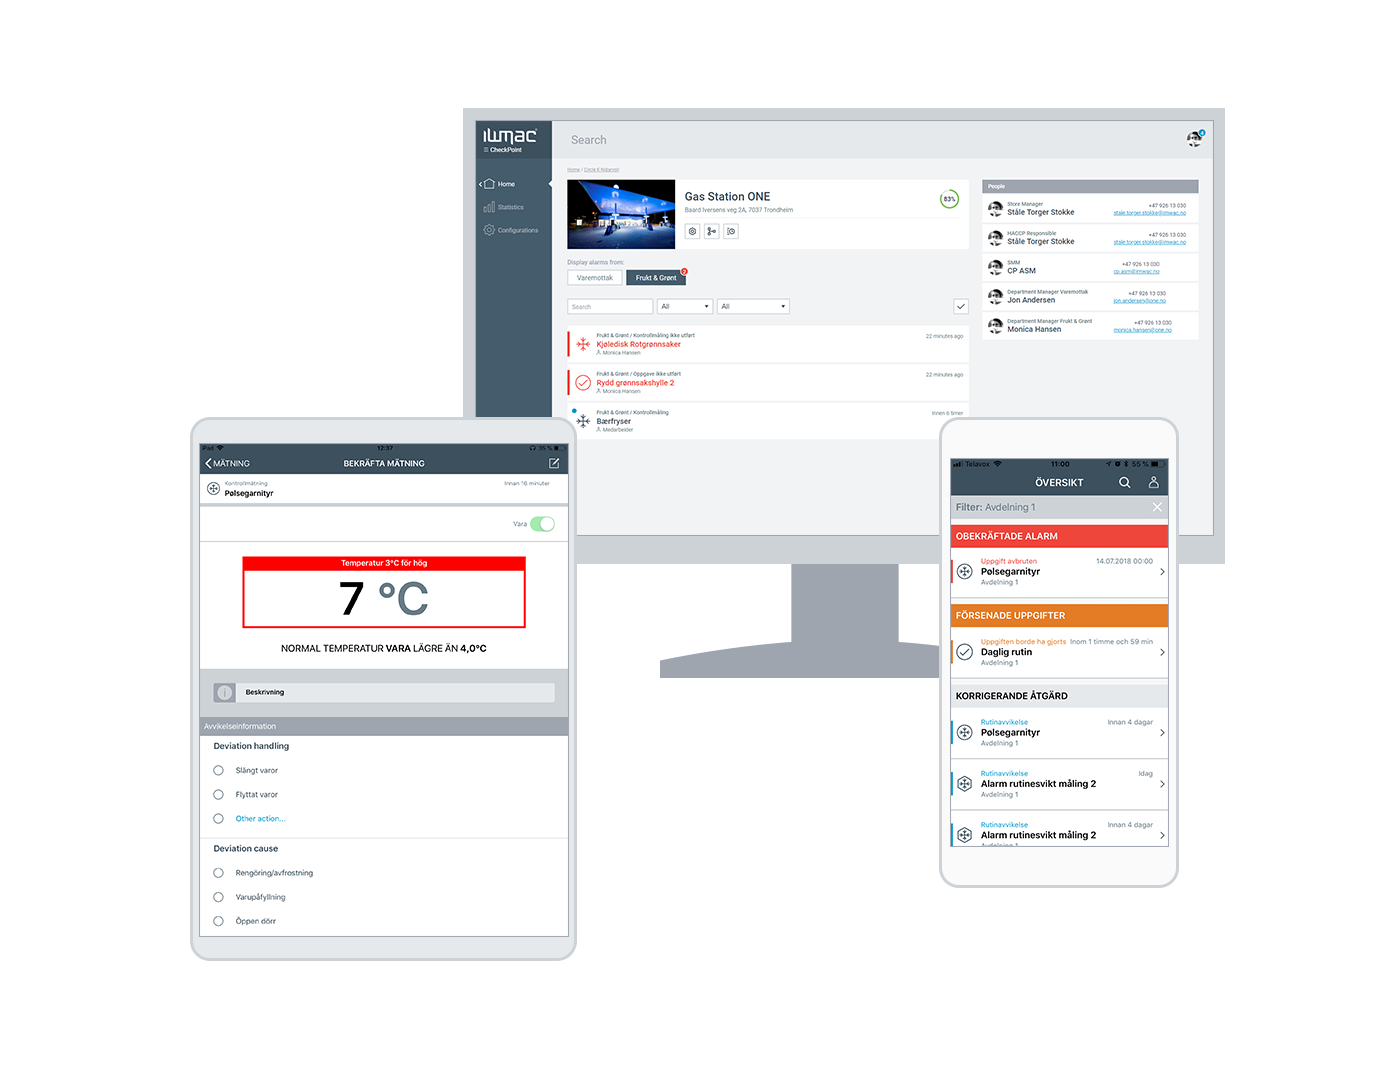 ıwmac
CheckPoint
Search
4
Home
Statistics
Configurations
Home / Circle K Nidarvoll
Gas Station ONE
Baard Iversens veg 2A, 7037 Trondheim
83%
Display alarms from:
Varemottak
Frukt & Grønt
2
Search
All
All
Frukt & Grønt / Kontrollmåling ikke utført
22 minutes ago
Kjøledisk Rotgrønnsaker
Monica Hansen
Frukt & Grønt / Oppgave ikke utført
22 minutes ago
Rydd grønnsakshylle 2
Monica Hansen
Frukt & Grønt / Kontrollmåling
Innen 6 timer
Bærfryser
Medarbeider
People
Store Manager
+47 926 13 030
Ståle Torger Stokke
stale.torger.stokke@imwac.no
HACCP Responsible
+47 926 13 030
Ståle Torger Stokke
stale.torger.stokke@imwac.no
SMM
+47 926 13 030
CP ASM
cp.asm@imwac.no
Department Manager Varemottak
+47 926 13 030
Jon Andersen
jon.andersen@one.no
Department Manager Frukt & Grønt
+47 926 13 030
Monica Hansen
monica.hansen@one.no
iPad
12:37
35 %
MÄTNING
BEKRÄFTA MÄTNING
Kontrollmätning
Innan 16 minuter
Pølsegarnityr
Vara
Temperatur 3°C för hög
7 °C
NORMAL TEMPERATUR VARA LÄGRE ÄN 4,0°C
Beskrivning
Avvikelseinformation
Deviation handling
Slängt varor
Flyttat varor
Other action...
Deviation cause
Rengöring/avfrostning
Varupåfyllning
Öppen dörr
Telavox
11:00
55 %
ÖVERSIKT
Filter: Avdelning 1
OBEKRÄFTADE ALARM
Uppgift avbruten
14.07.2018 00:00
Pølsegarnityr
Avdelning 1
FÖRSENADE UPPGIFTER
Uppgiften borde ha gjorts
Inom 1 timme och 59 min
Daglig rutin
Avdelning 1
KORRIGERANDE ÅTGÄRD
Rutinavvikelse
Innan 4 dagar
Pølsegarnityr
Avdelning 1
Rutinavvikelse
Idag
Alarm rutinesvikt måling 2
Avdelning 1
Rutinavvikelse
Innan 4 dagar
Alarm rutinesvikt måling 2
Avdelning 1